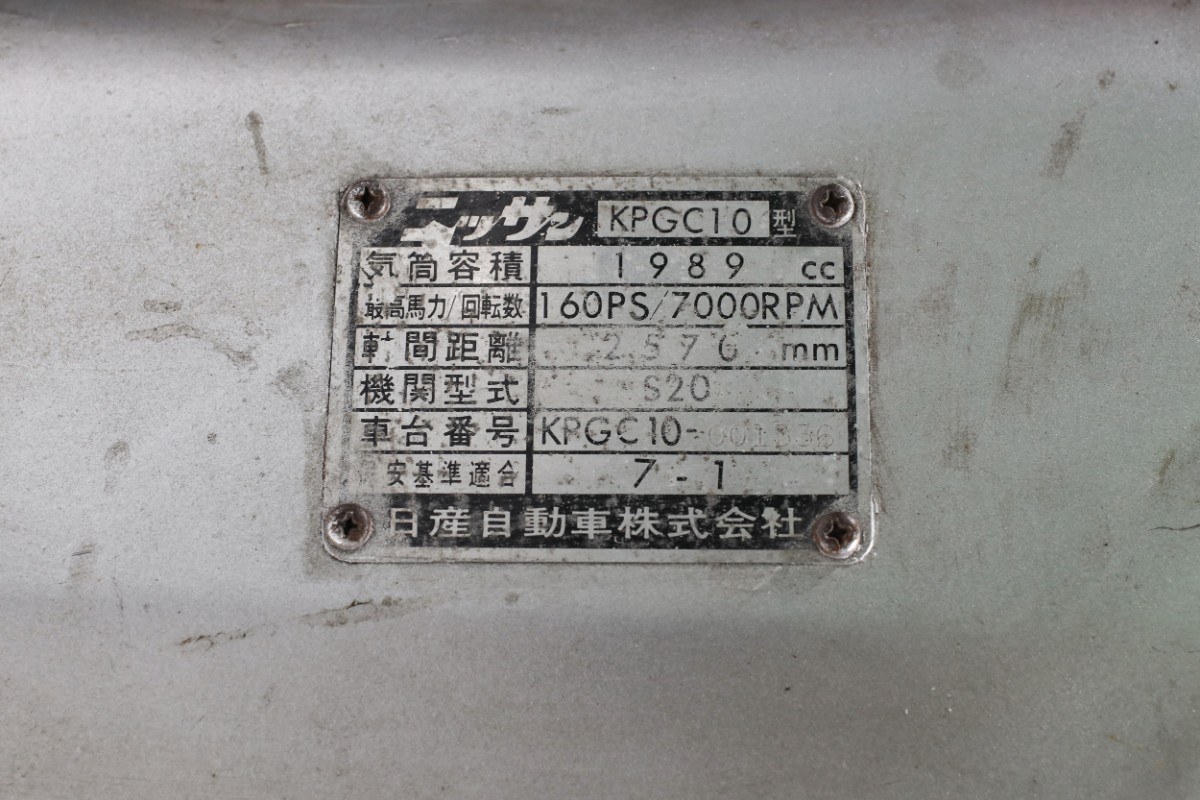 ニッサン KPGC10 型
気筒容積 1989 cc
最高馬力/回転数 160PS/7000RPM
軸間距離 2570 mm
機関型式 S20
車台番号 KPGC10-001336
安基準適合 7-1
日産自動車株式会社